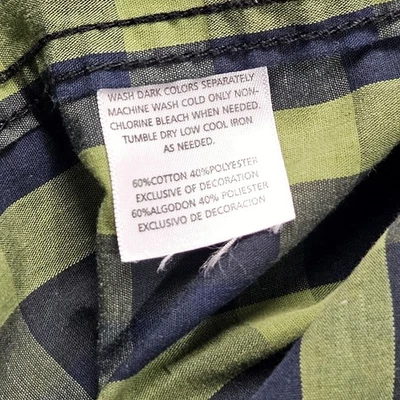 WASH DARK COLORS SEPARATELY
MACHINE WASH COLD ONLY NON-
CHLORINE BLEACH WHEN NEEDED.
TUMBLE DRY LOW COOL IRON
AS NEEDED.
60%COTTON 40%POLYESTER
EXCLUSIVE OF DECORATION
60%ALGODON 40% POLIESTER
EXCLUSIVO DE DECORACION